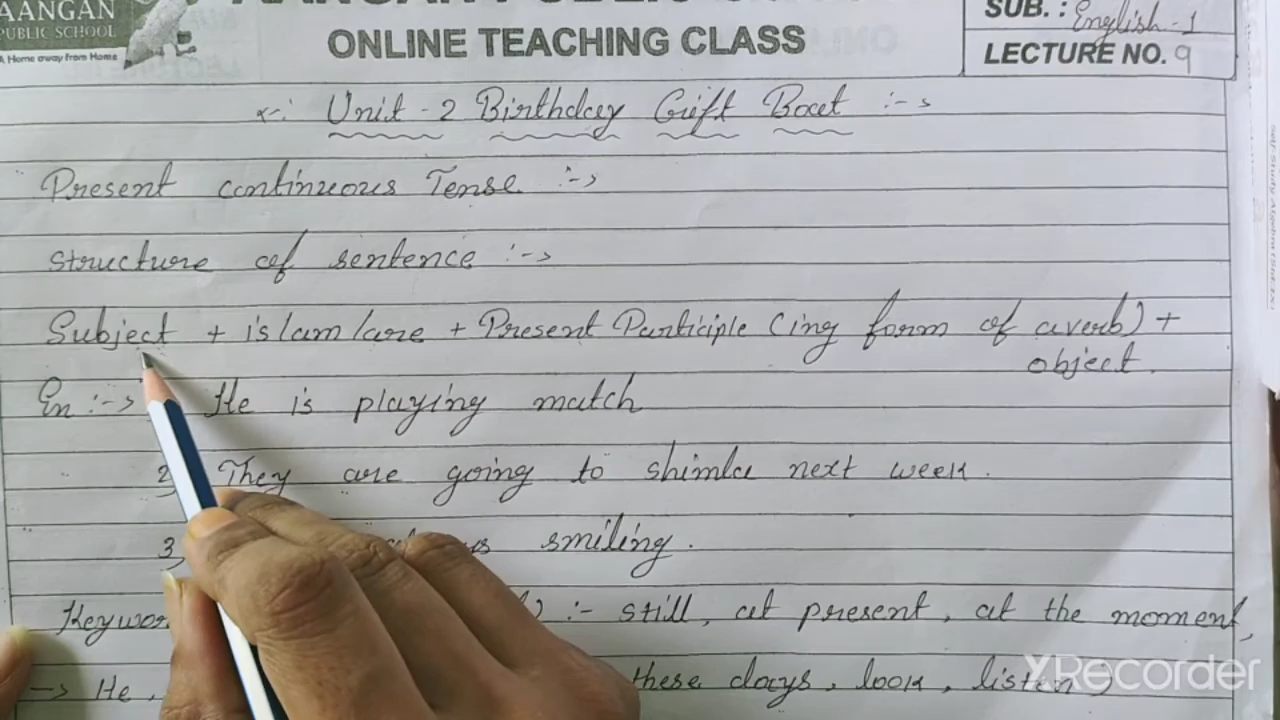 AANGAN
PUBLIC SCHOOL
A Home away from Home
ONLINE TEACHING CLASS
SUB. : English-1
LECTURE NO. 9
Unit-2 Birthday Gift Boat :-
Present continuous Tense :->
Structure of sentence :->
Subject + is/am/are + Present Participle (ing form of a verb) +
object.
En :-> He is playing match
2) They are going to shimla next week.
3) smiling.
:- still, at present, at the moment,
-> He these days, look, listen)
XRecorder